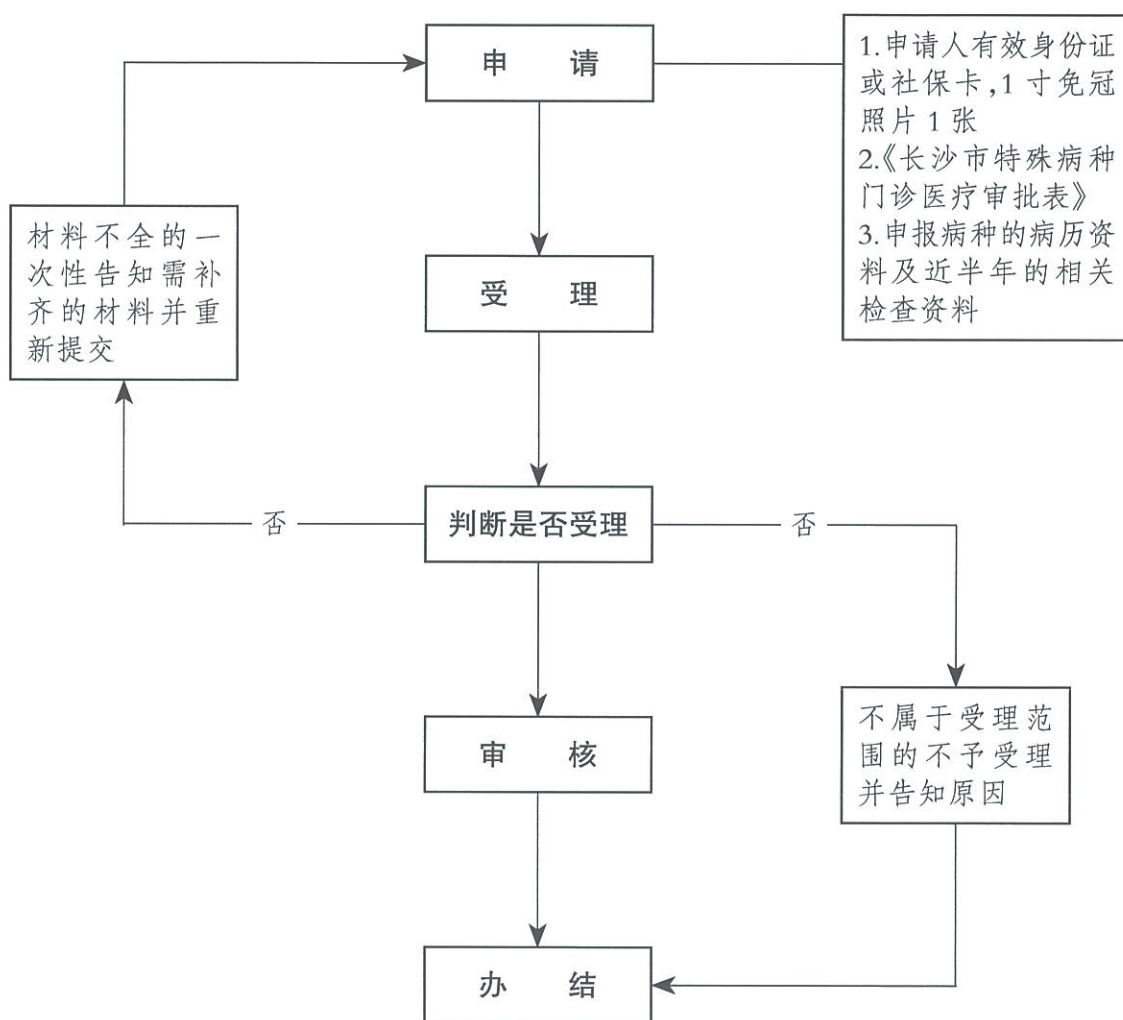 申 请
1.申请人有效身份证
或社保卡,1寸免冠
照片1张
2.《长沙市特殊病种
门诊医疗审批表》
3.申报病种的病历资
料及近半年的相关
检查资料
材料不全的一
次性告知需补
齐的材料并重
新提交
受 理
否
判断是否受理
否
审 核
不属于受理范
围的不予受理
并告知原因
办 结